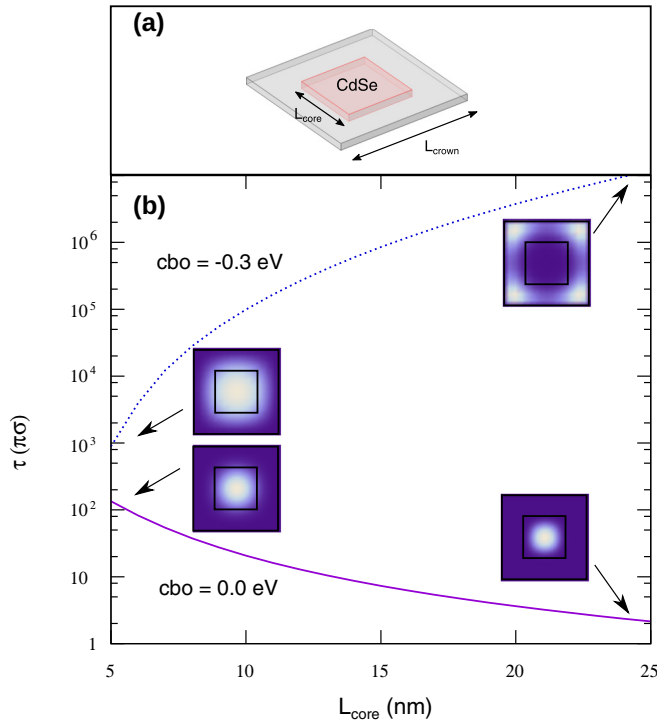 (a)
CdSe
L_core
L_crown
(b)
10^6
cbo = -0.3 eV
10^5
10^4
10^3
τ (πσ)
10^2
10
cbo = 0.0 eV
1
5 10 15 20 25
L_core (nm)